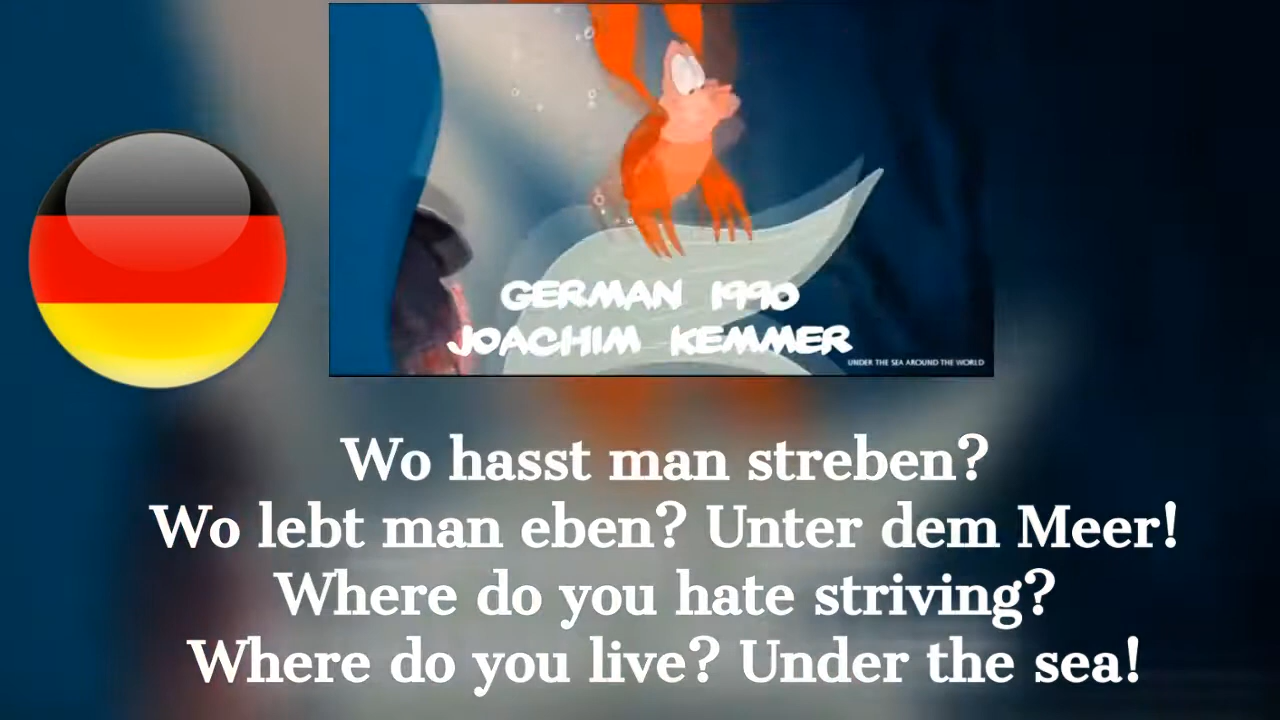 GERMAN 1990
JOACHIM KEMMER
UNDER THE SEA AROUND THE WORLD
Wo hasst man streben?
Wo lebt man eben? Unter dem Meer!
Where do you hate striving?
Where do you live? Under the sea!